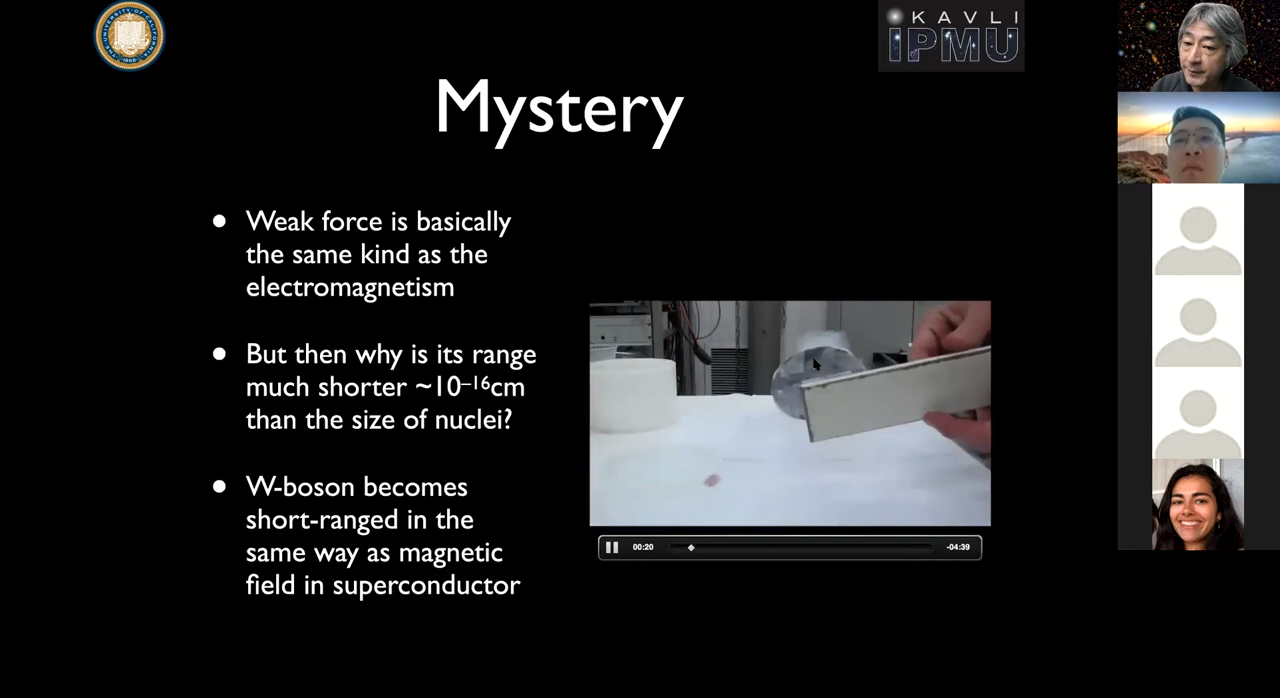 KAVLI
IPMU
Mystery
• Weak force is basically
the same kind as the
electromagnetism
• But then why is its range
much shorter ~10⁻¹⁶cm
than the size of nuclei?
• W-boson becomes
short-ranged in the
same way as magnetic
field in superconductor
00:20
-04:39